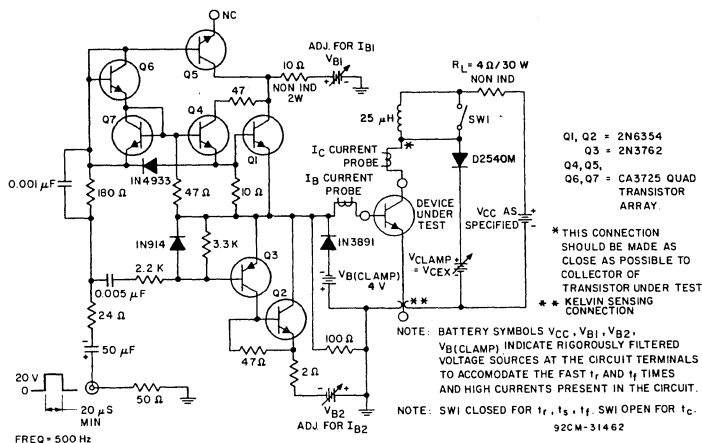 NC
Q6
Q5
Q7
Q4
47
Q1
10 Ω
NON IND
2W
ADJ. FOR IB1
VB1
+ -
RL = 4 Ω/30 W
NON IND
25 μH
SW1
*
IC CURRENT
PROBE
D2540M
IB CURRENT
PROBE
DEVICE
UNDER
TEST
VCC AS
SPECIFIED
+
-
VCLAMP
= VCEX
+
-
**
0.001 μF
180 Ω
IN4933
47 Ω
10 Ω
IN914
3.3 K
Q3
Q2
IN3891
-
+
VB(CLAMP)
4 V
2.2 K
0.005 μF
24 Ω
-
+
50 μF
47 Ω
2 Ω
100 Ω
- +
VB2
ADJ. FOR IB2
20 V
0
20 μS
MIN
50 Ω
FREQ = 500 Hz
Q1, Q2 = 2N6354
Q3 = 2N3762
Q4, Q5,
Q6, Q7 = CA3725 QUAD
TRANSISTOR
ARRAY.
* THIS CONNECTION
SHOULD BE MADE AS
CLOSE AS POSSIBLE TO
COLLECTOR OF
TRANSISTOR UNDER TEST
** KELVIN SENSING
CONNECTION
NOTE: BATTERY SYMBOLS VCC, VB1, VB2,
VB(CLAMP) INDICATE RIGOROUSLY FILTERED
VOLTAGE SOURCES AT THE CIRCUIT TERMINALS
TO ACCOMODATE THE FAST tr AND tf TIMES
AND HIGH CURRENTS PRESENT IN THE CIRCUIT.
NOTE: SW1 CLOSED FOR tr, ts, tf. SW1 OPEN FOR tc.
92CM-31462